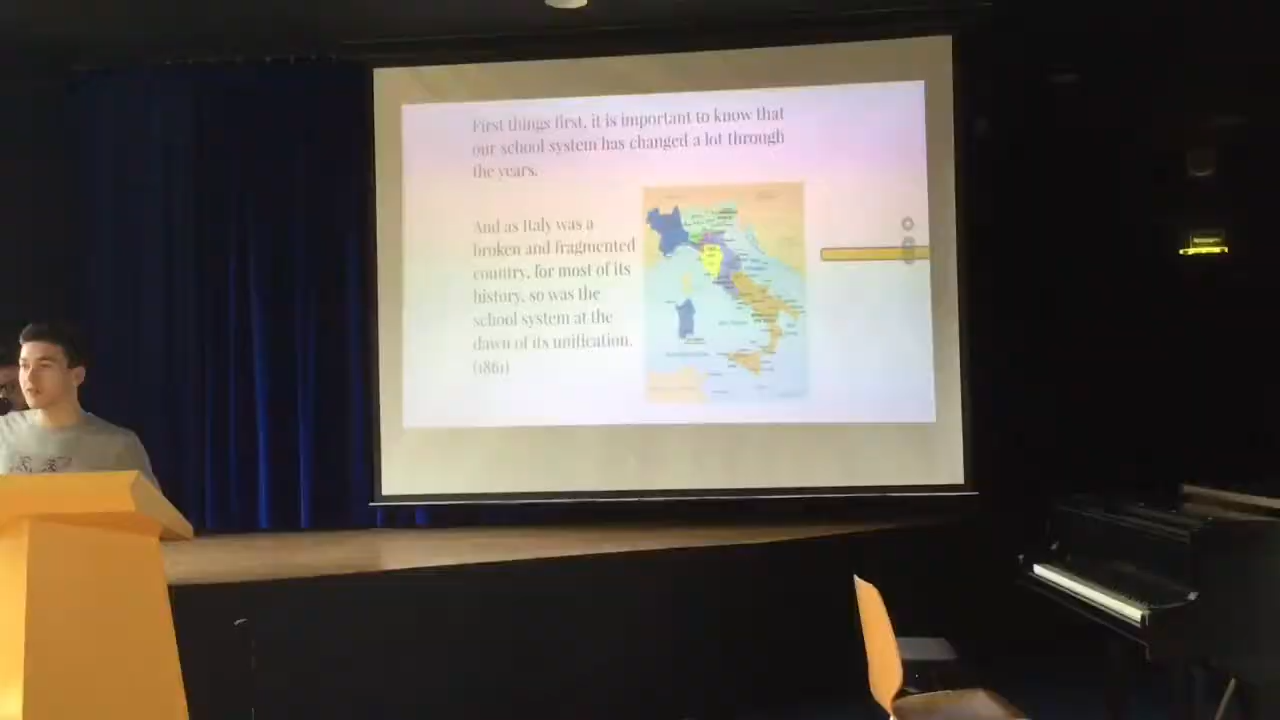 First things first, it is important to know that
our school system has changed a lot through
the years.
And as Italy was a
broken and fragmented
country, for most of its
history, so was the
school system at the
dawn of its unification.
(1861)